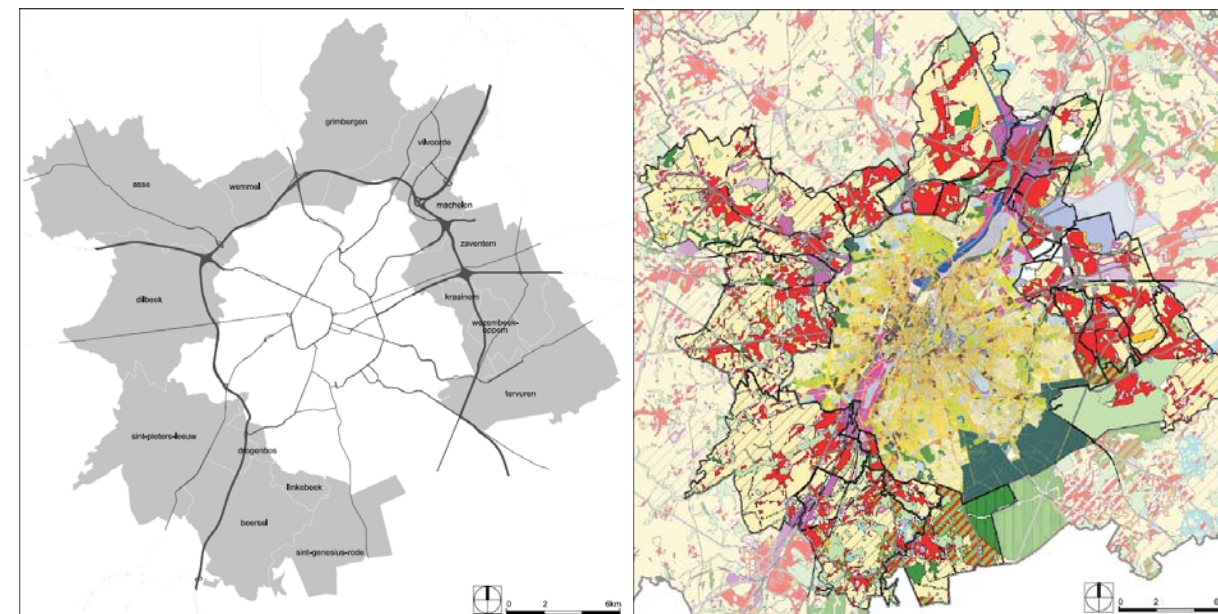 grimbergen
vilvoorde
asse
wemmel
machelen
zaventem
dilbeek
kraainem
wezembeek-
oppem
tervuren
sint-pieters-leeuw
drogenbos
linkebeek
beersel
sint-genesius-rode
0 2 6km
0 2 6